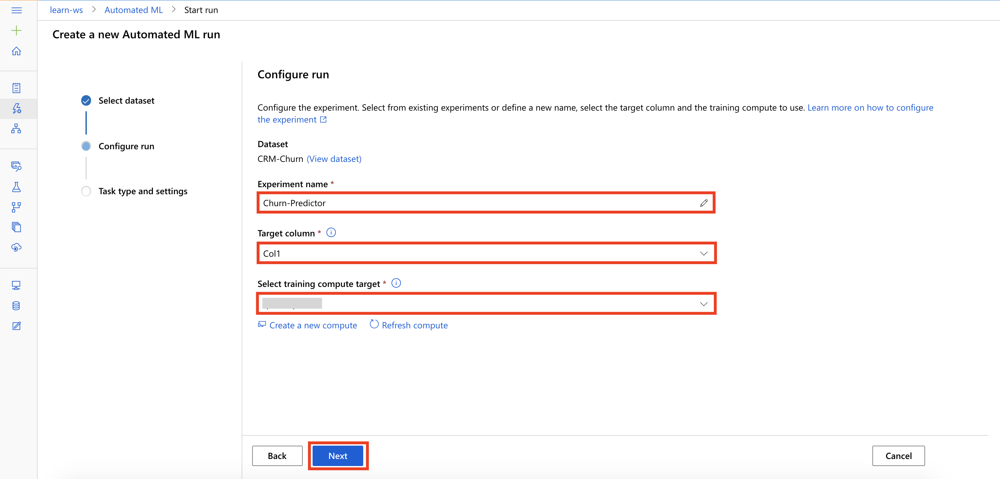 learn-ws > Automated ML > Start run
Create a new Automated ML run
Select dataset
Configure run
Task type and settings
Configure run
Configure the experiment. Select from existing experiments or define a new name, select the target column and the training compute to use. Learn more on how to configure
the experiment
Dataset
CRM-Churn (View dataset)
Experiment name *
Churn-Predictor
Target column *
Col1
Select training compute target *
Create a new compute Refresh compute
Back Next Cancel